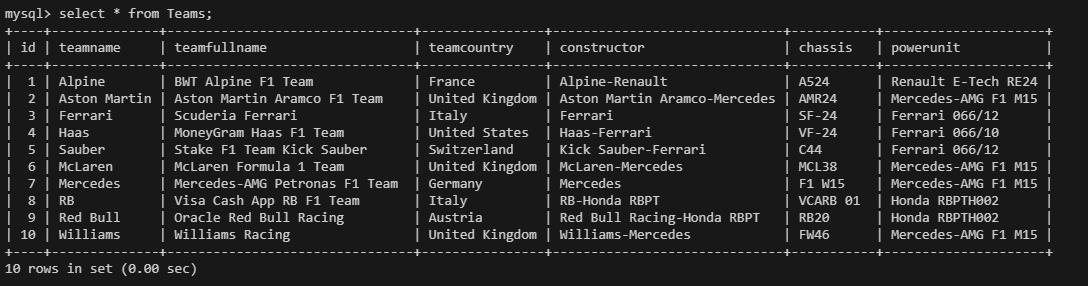 mysql> select * from Teams;
+----+--------------+-----------------------------+----------------+-----------------------------+----------+--------------------+
| id | teamname     | teamfullname                | teamcountry    | constructor                 | chassis  | powerunit          |
+----+--------------+-----------------------------+----------------+-----------------------------+----------+--------------------+
| 1 | Alpine       | BWT Alpine F1 Team          | France         | Alpine-Renault              | A524     | Renault E-Tech RE24 |
| 2 | Aston Martin | Aston Martin Aramco F1 Team | United Kingdom | Aston Martin Aramco-Mercedes | AMR24    | Mercedes-AMG F1 M15 |
| 3 | Ferrari      | Scuderia Ferrari            | Italy          | Ferrari                     | SF-24    | Ferrari 066/12     |
| 4 | Haas         | MoneyGram Haas F1 Team      | United States  | Haas-Ferrari                | VF-24    | Ferrari 066/10     |
| 5 | Sauber       | Stake F1 Team Kick Sauber   | Switzerland    | Kick Sauber-Ferrari         | C44      | Ferrari 066/12     |
| 6 | McLaren      | McLaren Formula 1 Team      | United Kingdom | McLaren-Mercedes            | MCL38    | Mercedes-AMG F1 M15 |
| 7 | Mercedes     | Mercedes-AMG Petronas F1 Team | Germany        | Mercedes                    | F1 W15   | Mercedes-AMG F1 M15 |
| 8 | RB           | Visa Cash App RB F1 Team    | Italy          | RB-Honda RBPT               | VCARB 01 | Honda RBPTH002     |
| 9 | Red Bull     | Oracle Red Bull Racing      | Austria        | Red Bull Racing-Honda RBPT  | RB20     | Honda RBPTH002     |
| 10 | Williams     | Williams Racing             | United Kingdom | Williams-Mercedes           | FW46     | Mercedes-AMG F1 M15 |
+----+--------------+-----------------------------+----------------+-----------------------------+----------+--------------------+
10 rows in set (0.00 sec)